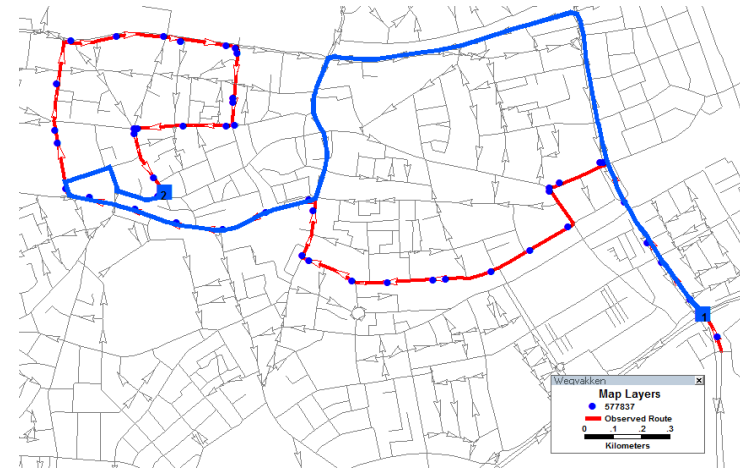 2
1
Wegvakken x
Map Layers
577837
Observed Route
0 .1 .2 .3
Kilometers